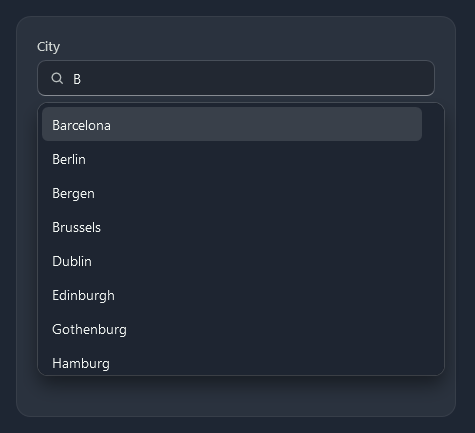 City
B
Barcelona
Berlin
Bergen
Brussels
Dublin
Edinburgh
Gothenburg
Hamburg